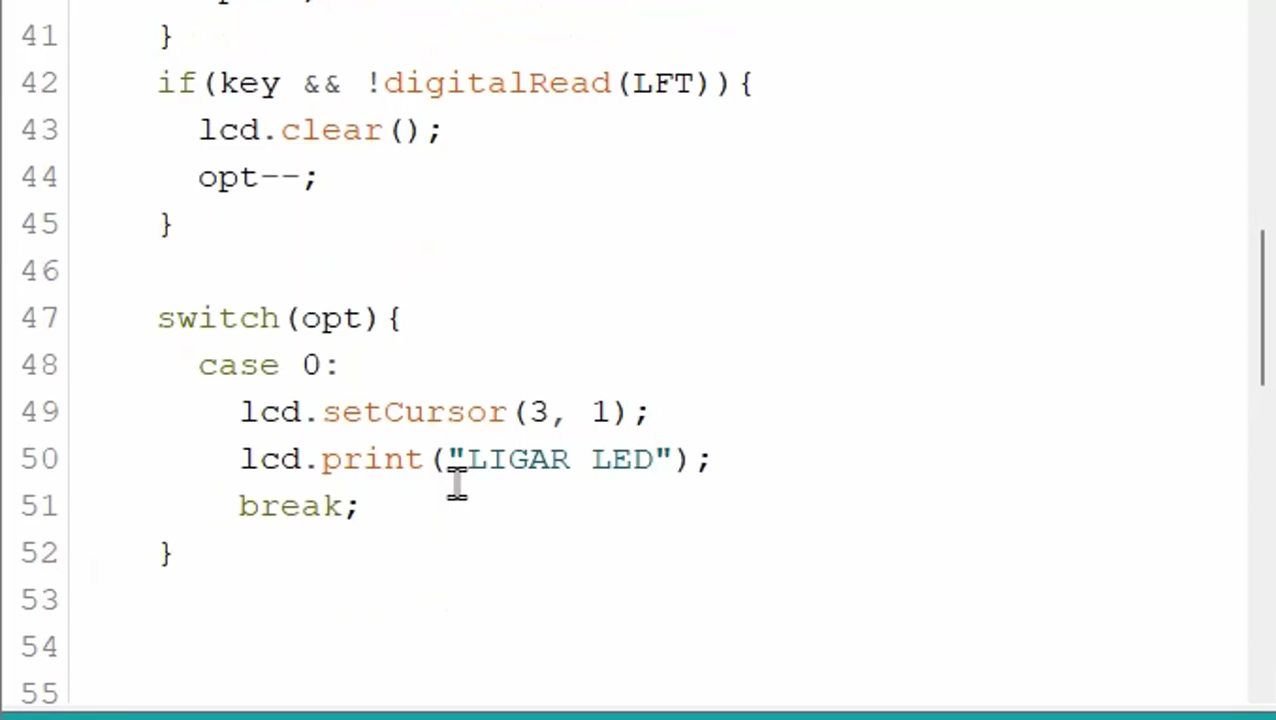 41 }
42 if(key && !digitalRead(LFT)){
43 lcd.clear();
44 opt--;
45 }
46
47 switch(opt){
48 case 0:
49 lcd.setCursor(3, 1);
50 lcd.print("LIGAR LED");
51 break;
52 }
53
54
55